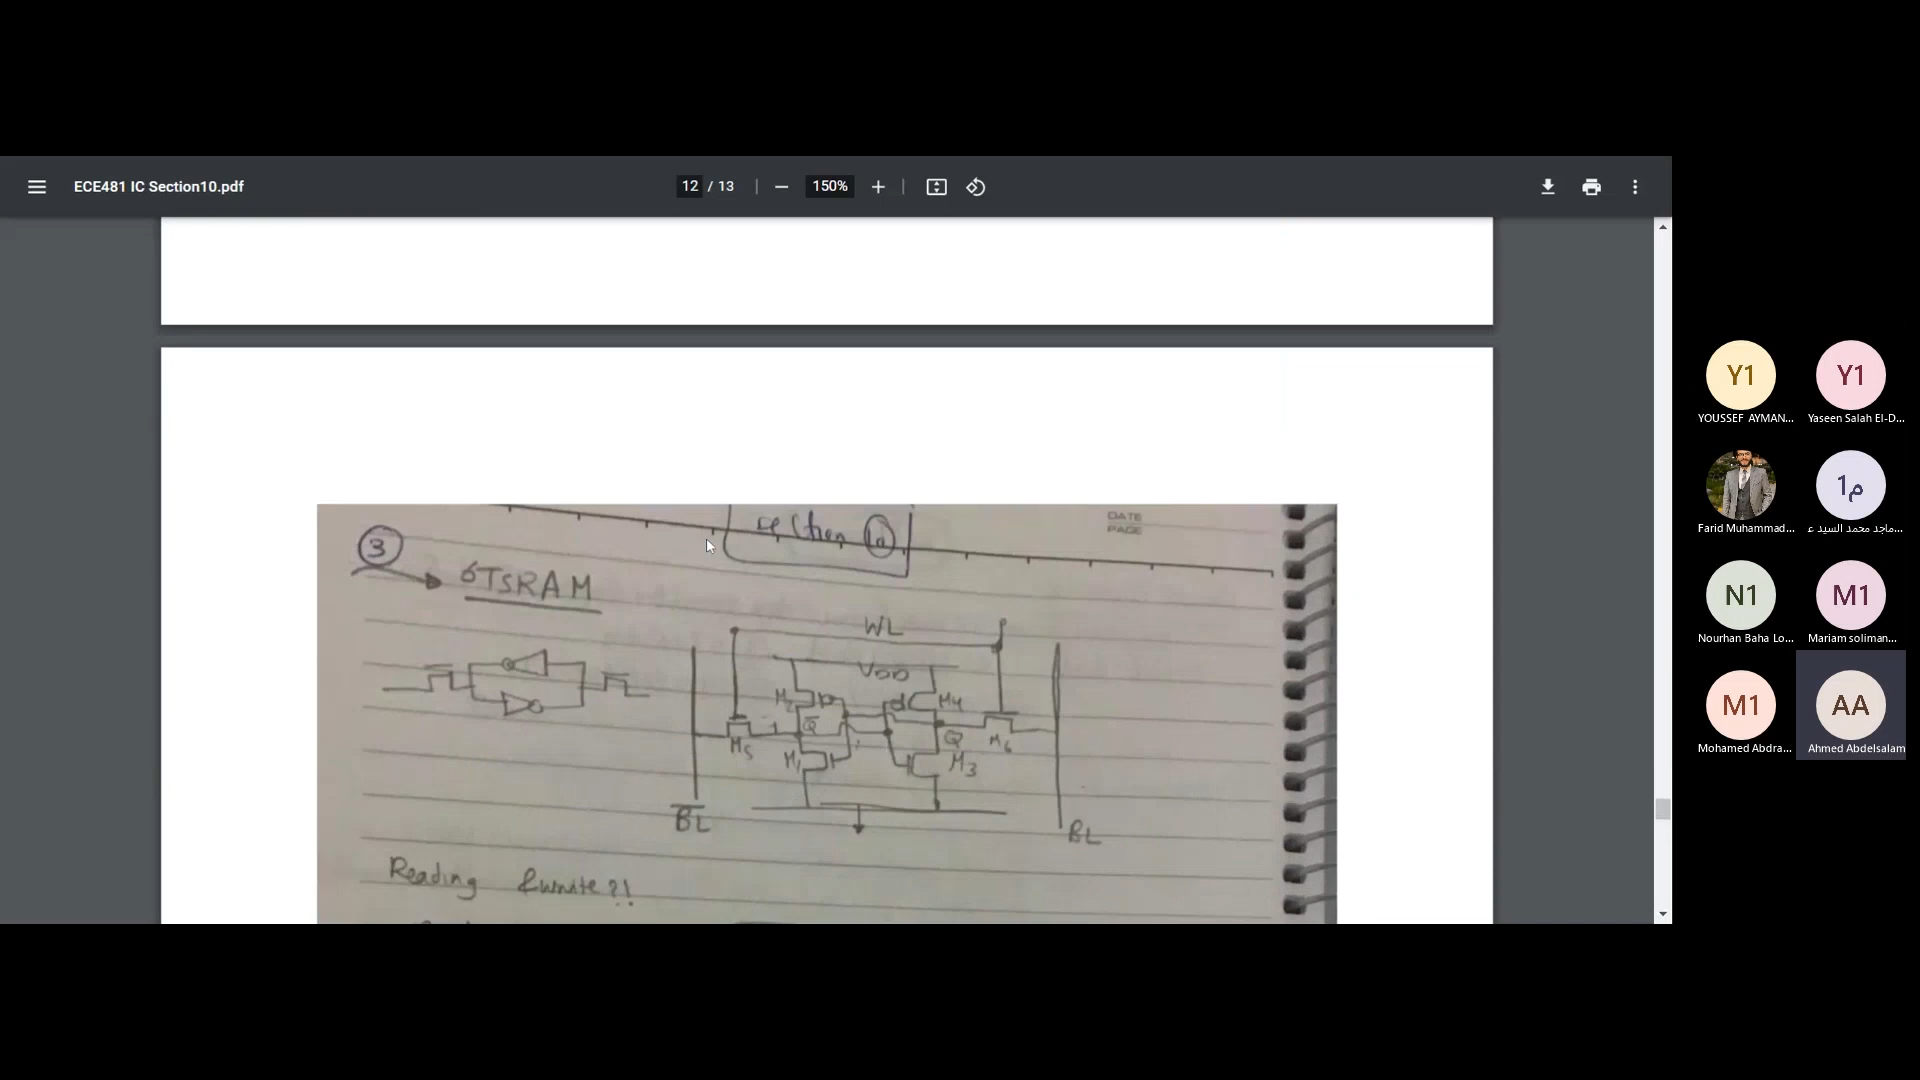 ECE481 IC Section10.pdf
12 / 13
150%
section 10
DATE
PAGE
3
6TSRAM
WL
VDD
M2
M4
Q̅
Q
M5
M6
M1
M3
B̅L̅
BL
Reading & write?!
Y1
Y1
YOUSSEF AYMAN...
Yaseen Salah El-D...
م1
Farid Muhammad...
ماجد محمد السيد ع...
N1
M1
Nourhan Baha Lo...
Mariam soliman...
M1
AA
Mohamed Abdra...
Ahmed Abdelsalam